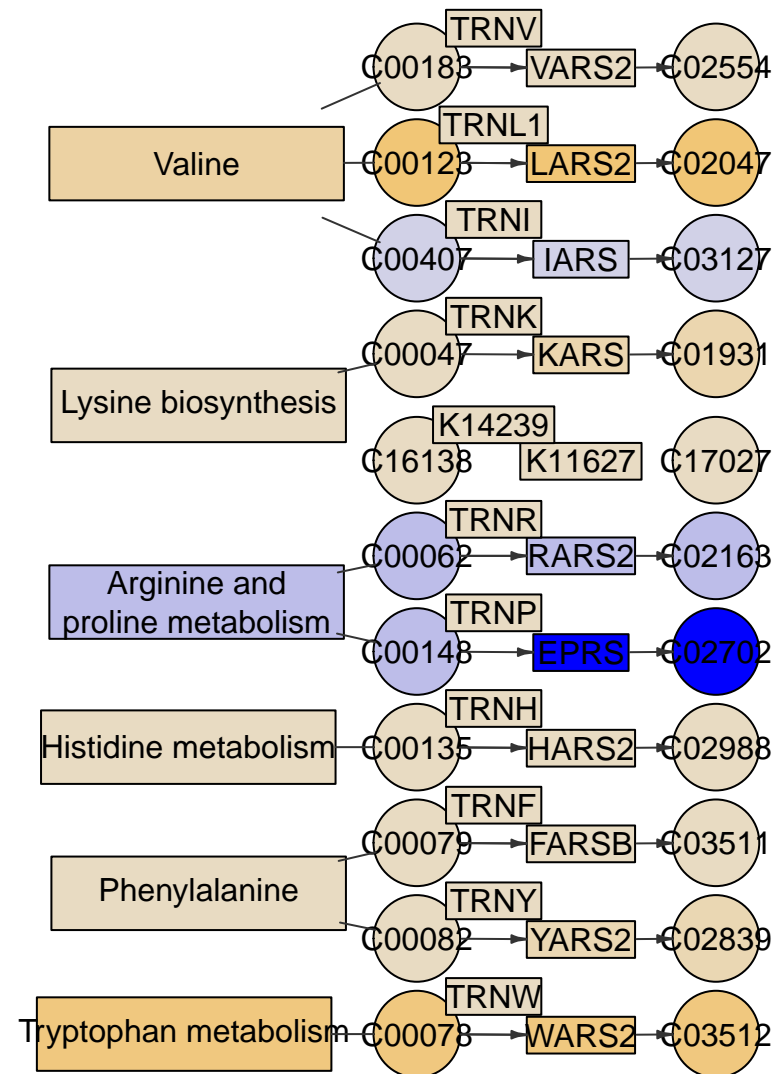 TRNV
C00183
VARS2
C02554
TRNL1
Valine
C00123
LARS2
C02047
TRNI
C00407
IARS
C03127
TRNK
C00047
KARS
C01931
Lysine biosynthesis
K14239
C16138
K11627
C17027
TRNR
C00062
RARS2
C02163
Arginine and
proline metabolism
TRNP
C00148
EPRS
C02702
TRNH
Histidine metabolism
C00135
HARS2
C02988
TRNF
C00079
FARSB
C03511
Phenylalanine
TRNY
C00082
YARS2
C02839
TRNW
Tryptophan metabolism
C00078
WARS2
C03512